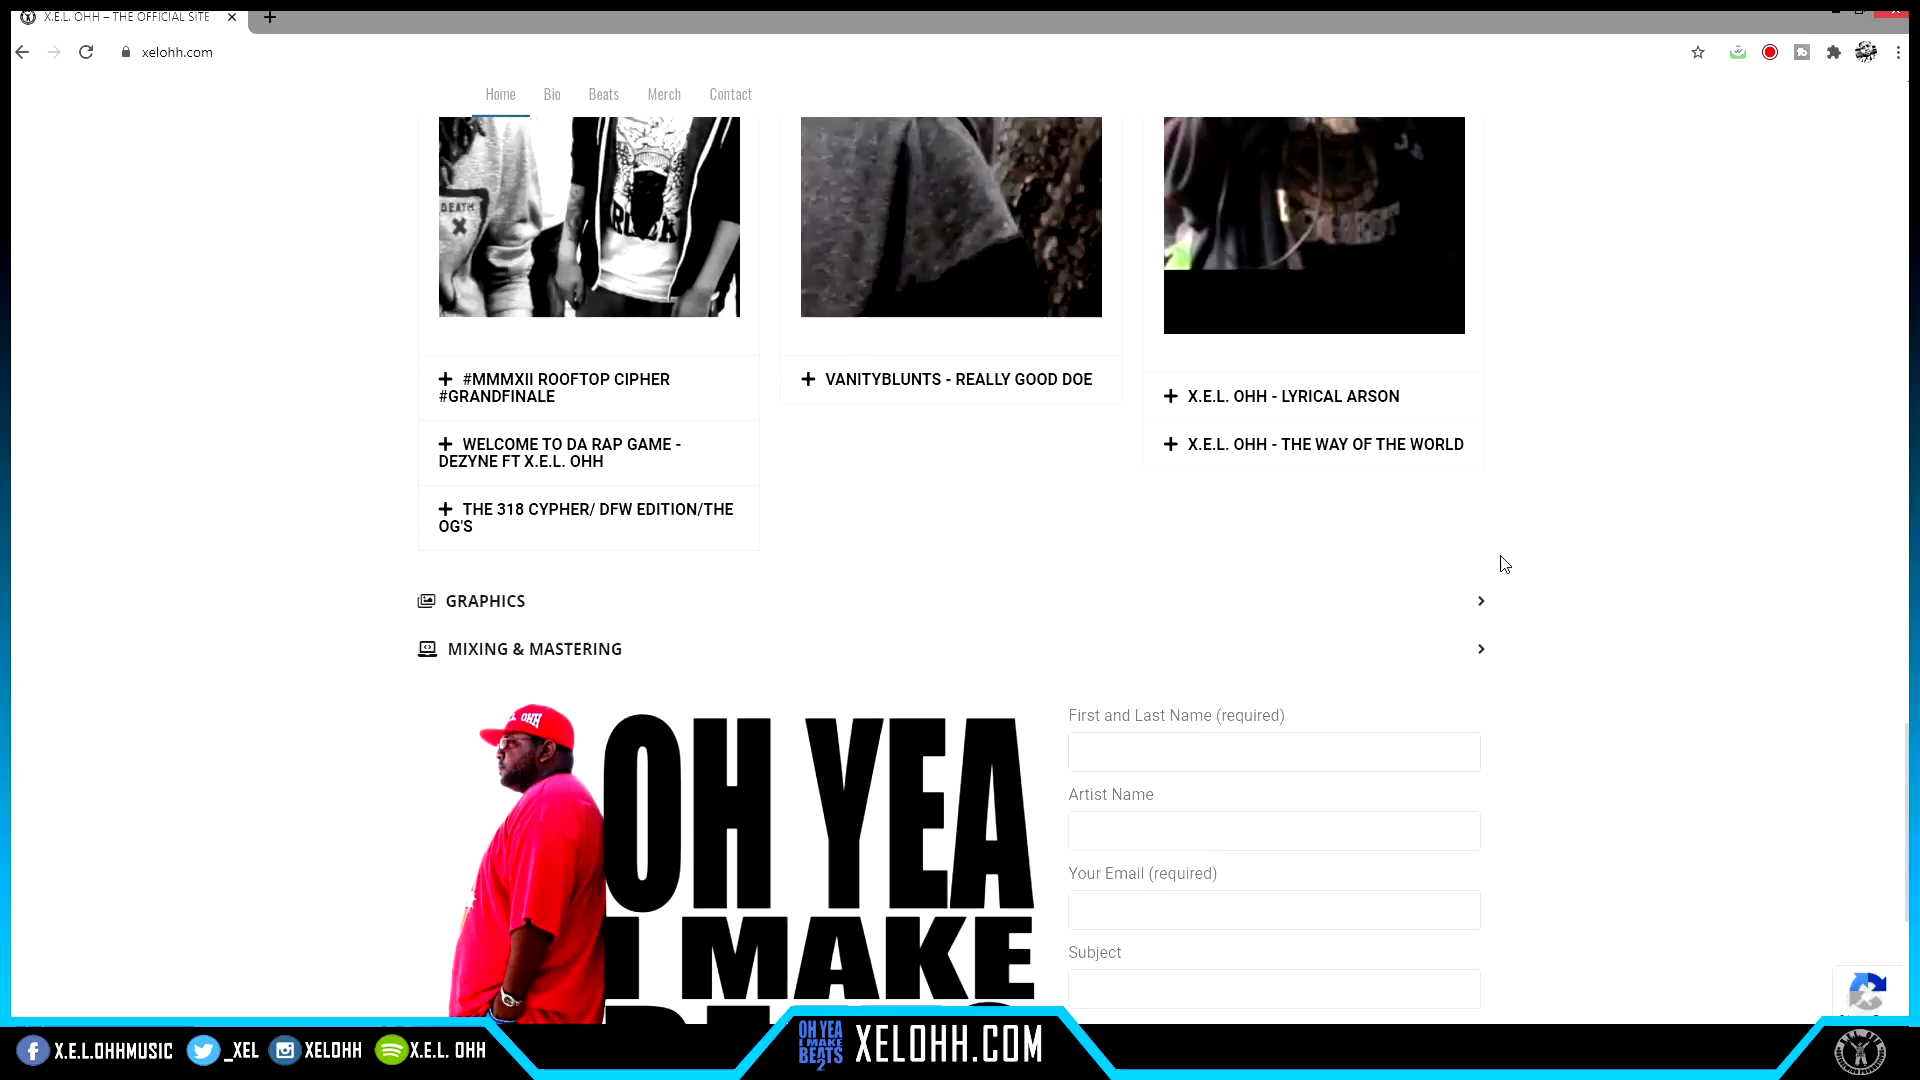 X.E.L. OHH – THE OFFICIAL SITE
xelohh.com
Home Bio Beats Merch Contact
DEATH
#MMMXII ROOFTOP CIPHER
#GRANDFINALE
WELCOME TO DA RAP GAME -
DEZYNE FT X.E.L. OHH
THE 318 CYPHER/ DFW EDITION/THE
OG'S
VANITYBLUNTS - REALLY GOOD DOE
X.E.L. OHH - LYRICAL ARSON
X.E.L. OHH - THE WAY OF THE WORLD
GRAPHICS
MIXING & MASTERING
OH YEA
I MAKE
First and Last Name (required)
Artist Name
Your Email (required)
Subject
X.E.L.OHHMUSIC
_XEL
XELOHH
X.E.L. OHH
OH YEA
I MAKE
BEATS
2
XELOHH.COM